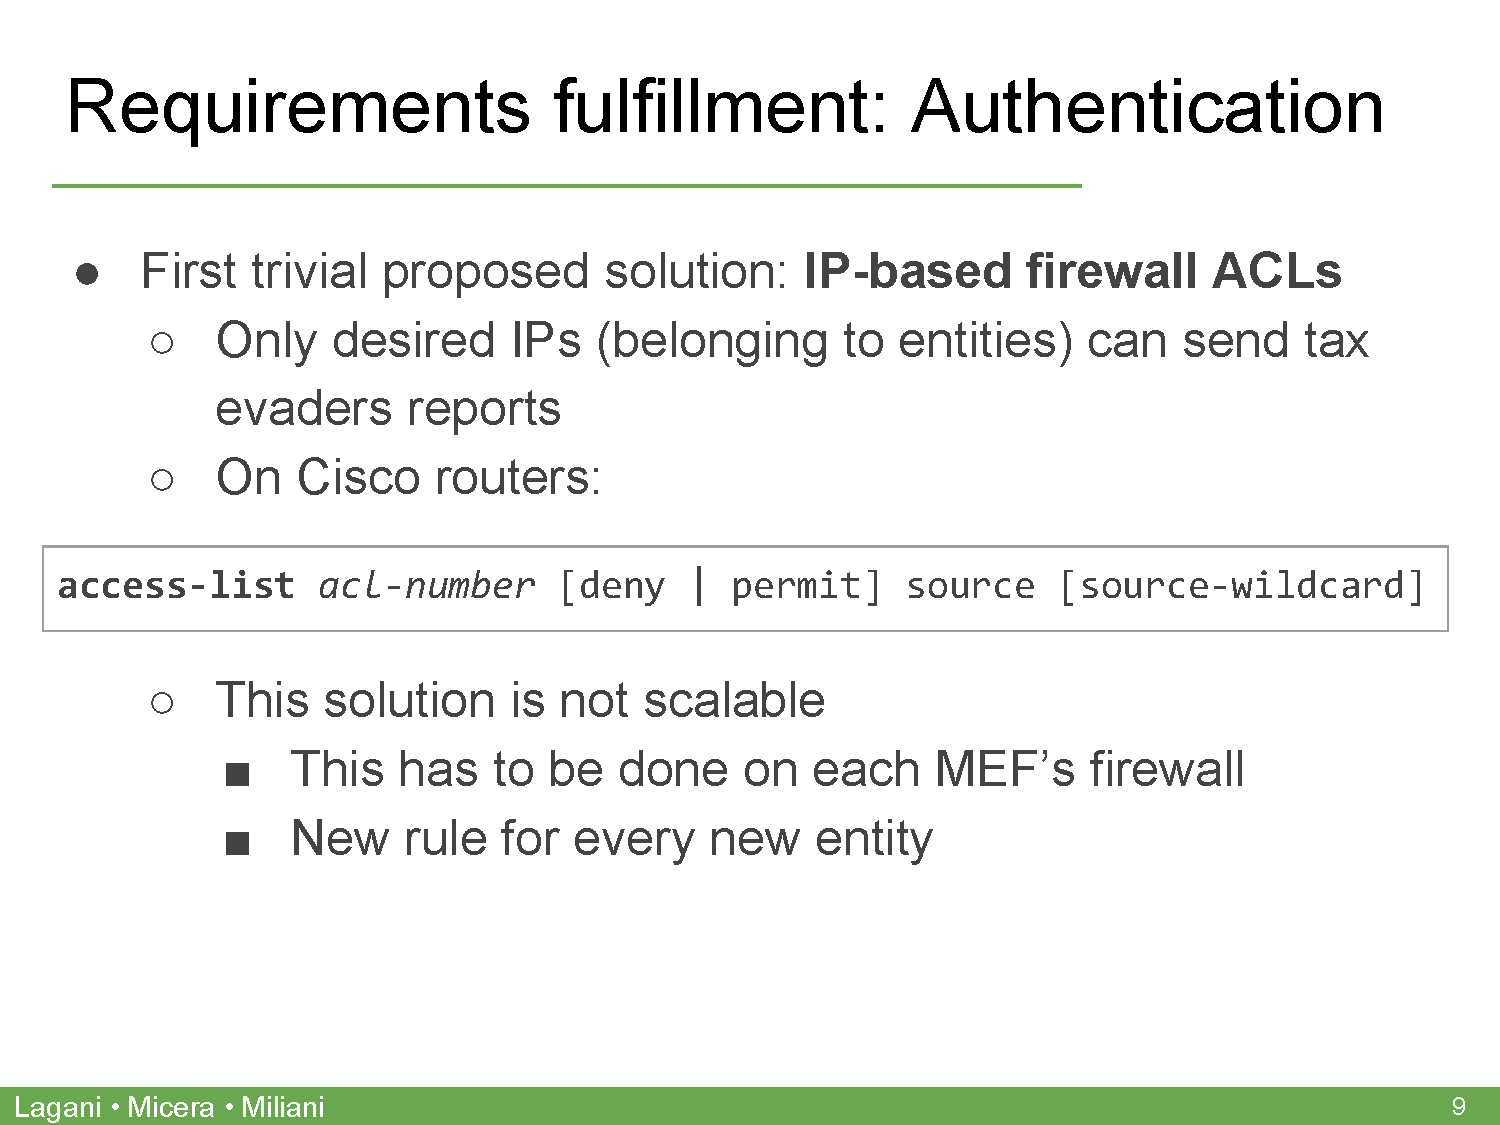 Requirements fulfillment: Authentication
● First trivial proposed solution: IP-based firewall ACLs
○ Only desired IPs (belonging to entities) can send tax
evaders reports
○ On Cisco routers:
access-list acl-number [deny | permit] source [source-wildcard]
○ This solution is not scalable
■ This has to be done on each MEF’s firewall
■ New rule for every new entity
Lagani • Micera • Miliani 9